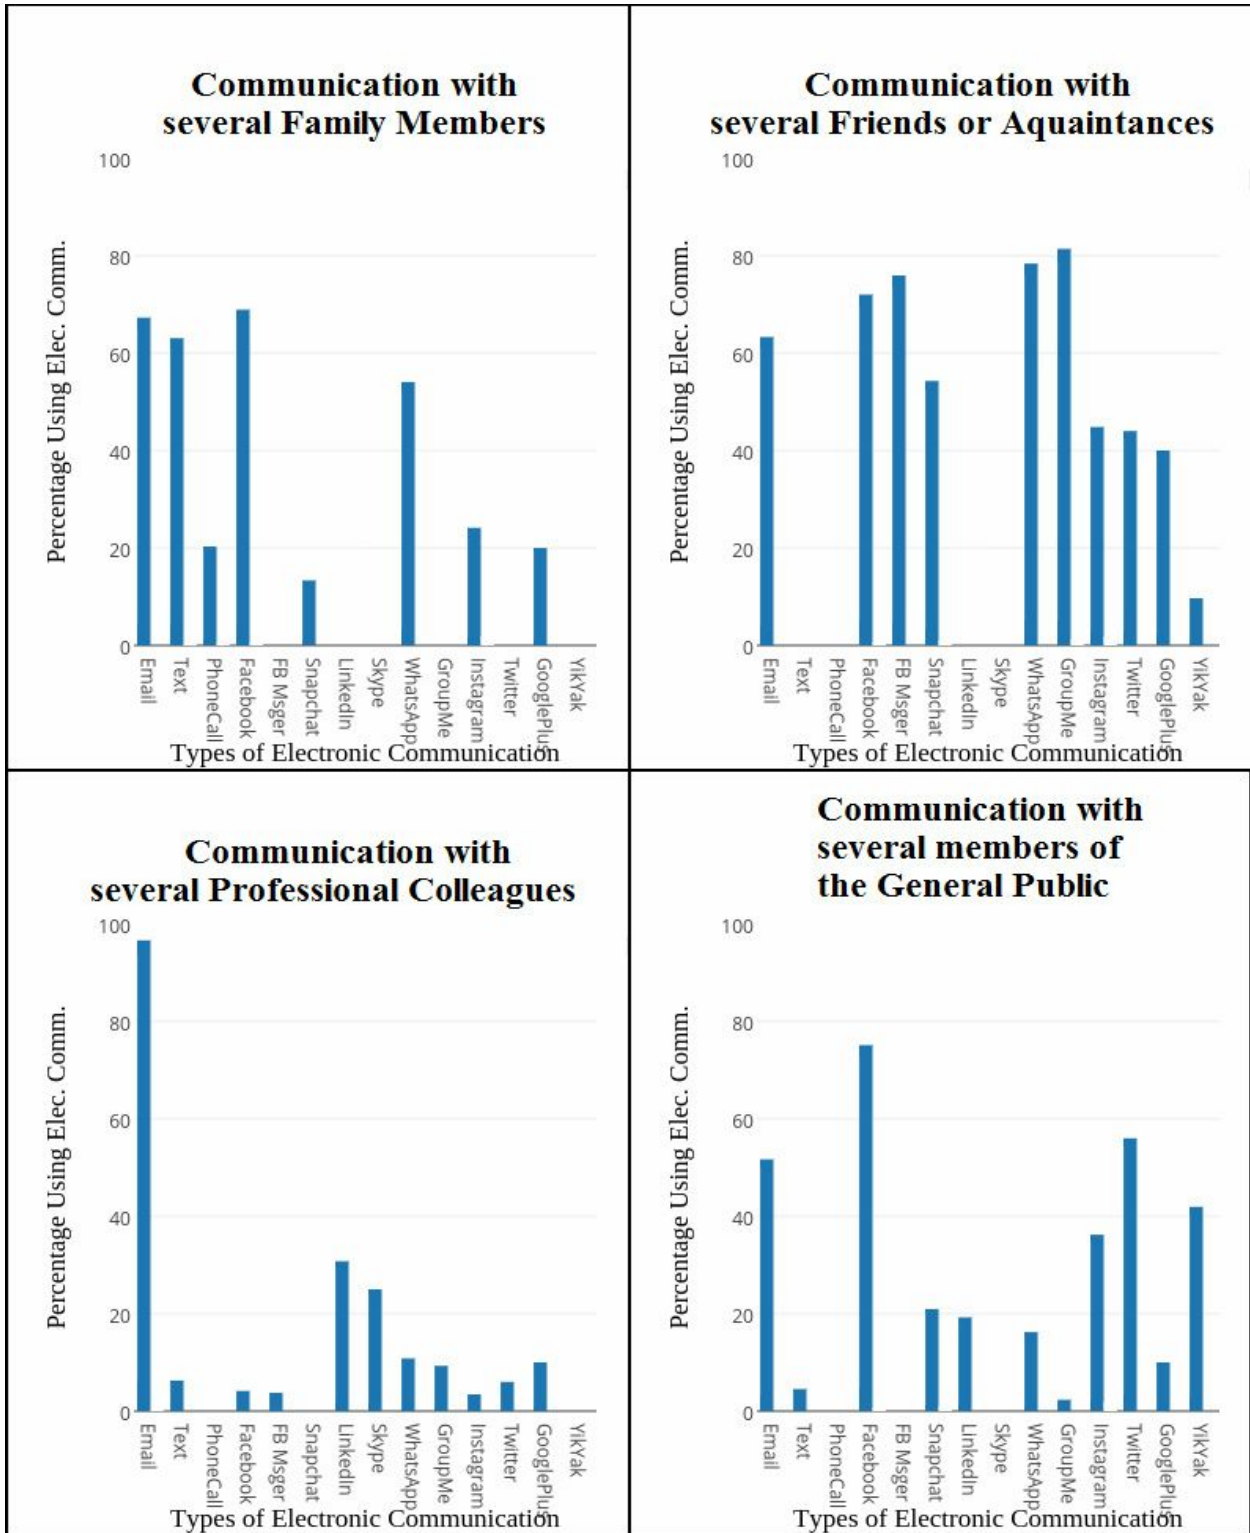 Communication with
several Family Members
100
80
60
40
20
0
Percentage Using Elec. Comm.
Email
Text
PhoneCall
Facebook
FB Msger
Snapchat
LinkedIn
Skype
WhatsApp
GroupMe
Instagram
Twitter
GooglePlus
YikYak
Types of Electronic Communication
Communication with
several Friends or Aquaintances
100
80
60
40
20
0
Percentage Using Elec. Comm.
Email
Text
PhoneCall
Facebook
FB Msger
Snapchat
LinkedIn
Skype
WhatsApp
GroupMe
Instagram
Twitter
GooglePlus
YikYak
Types of Electronic Communication
Communication with
several Professional Colleagues
100
80
60
40
20
0
Percentage Using Elec. Comm.
Email
Text
PhoneCall
Facebook
FB Msger
Snapchat
LinkedIn
Skype
WhatsApp
GroupMe
Instagram
Twitter
GooglePlus
YikYak
Types of Electronic Communication
Communication with
several members of
the General Public
100
80
60
40
20
0
Percentage Using Elec. Comm.
Email
Text
PhoneCall
Facebook
FB Msger
Snapchat
LinkedIn
Skype
WhatsApp
GroupMe
Instagram
Twitter
GooglePlus
YikYak
Types of Electronic Communication